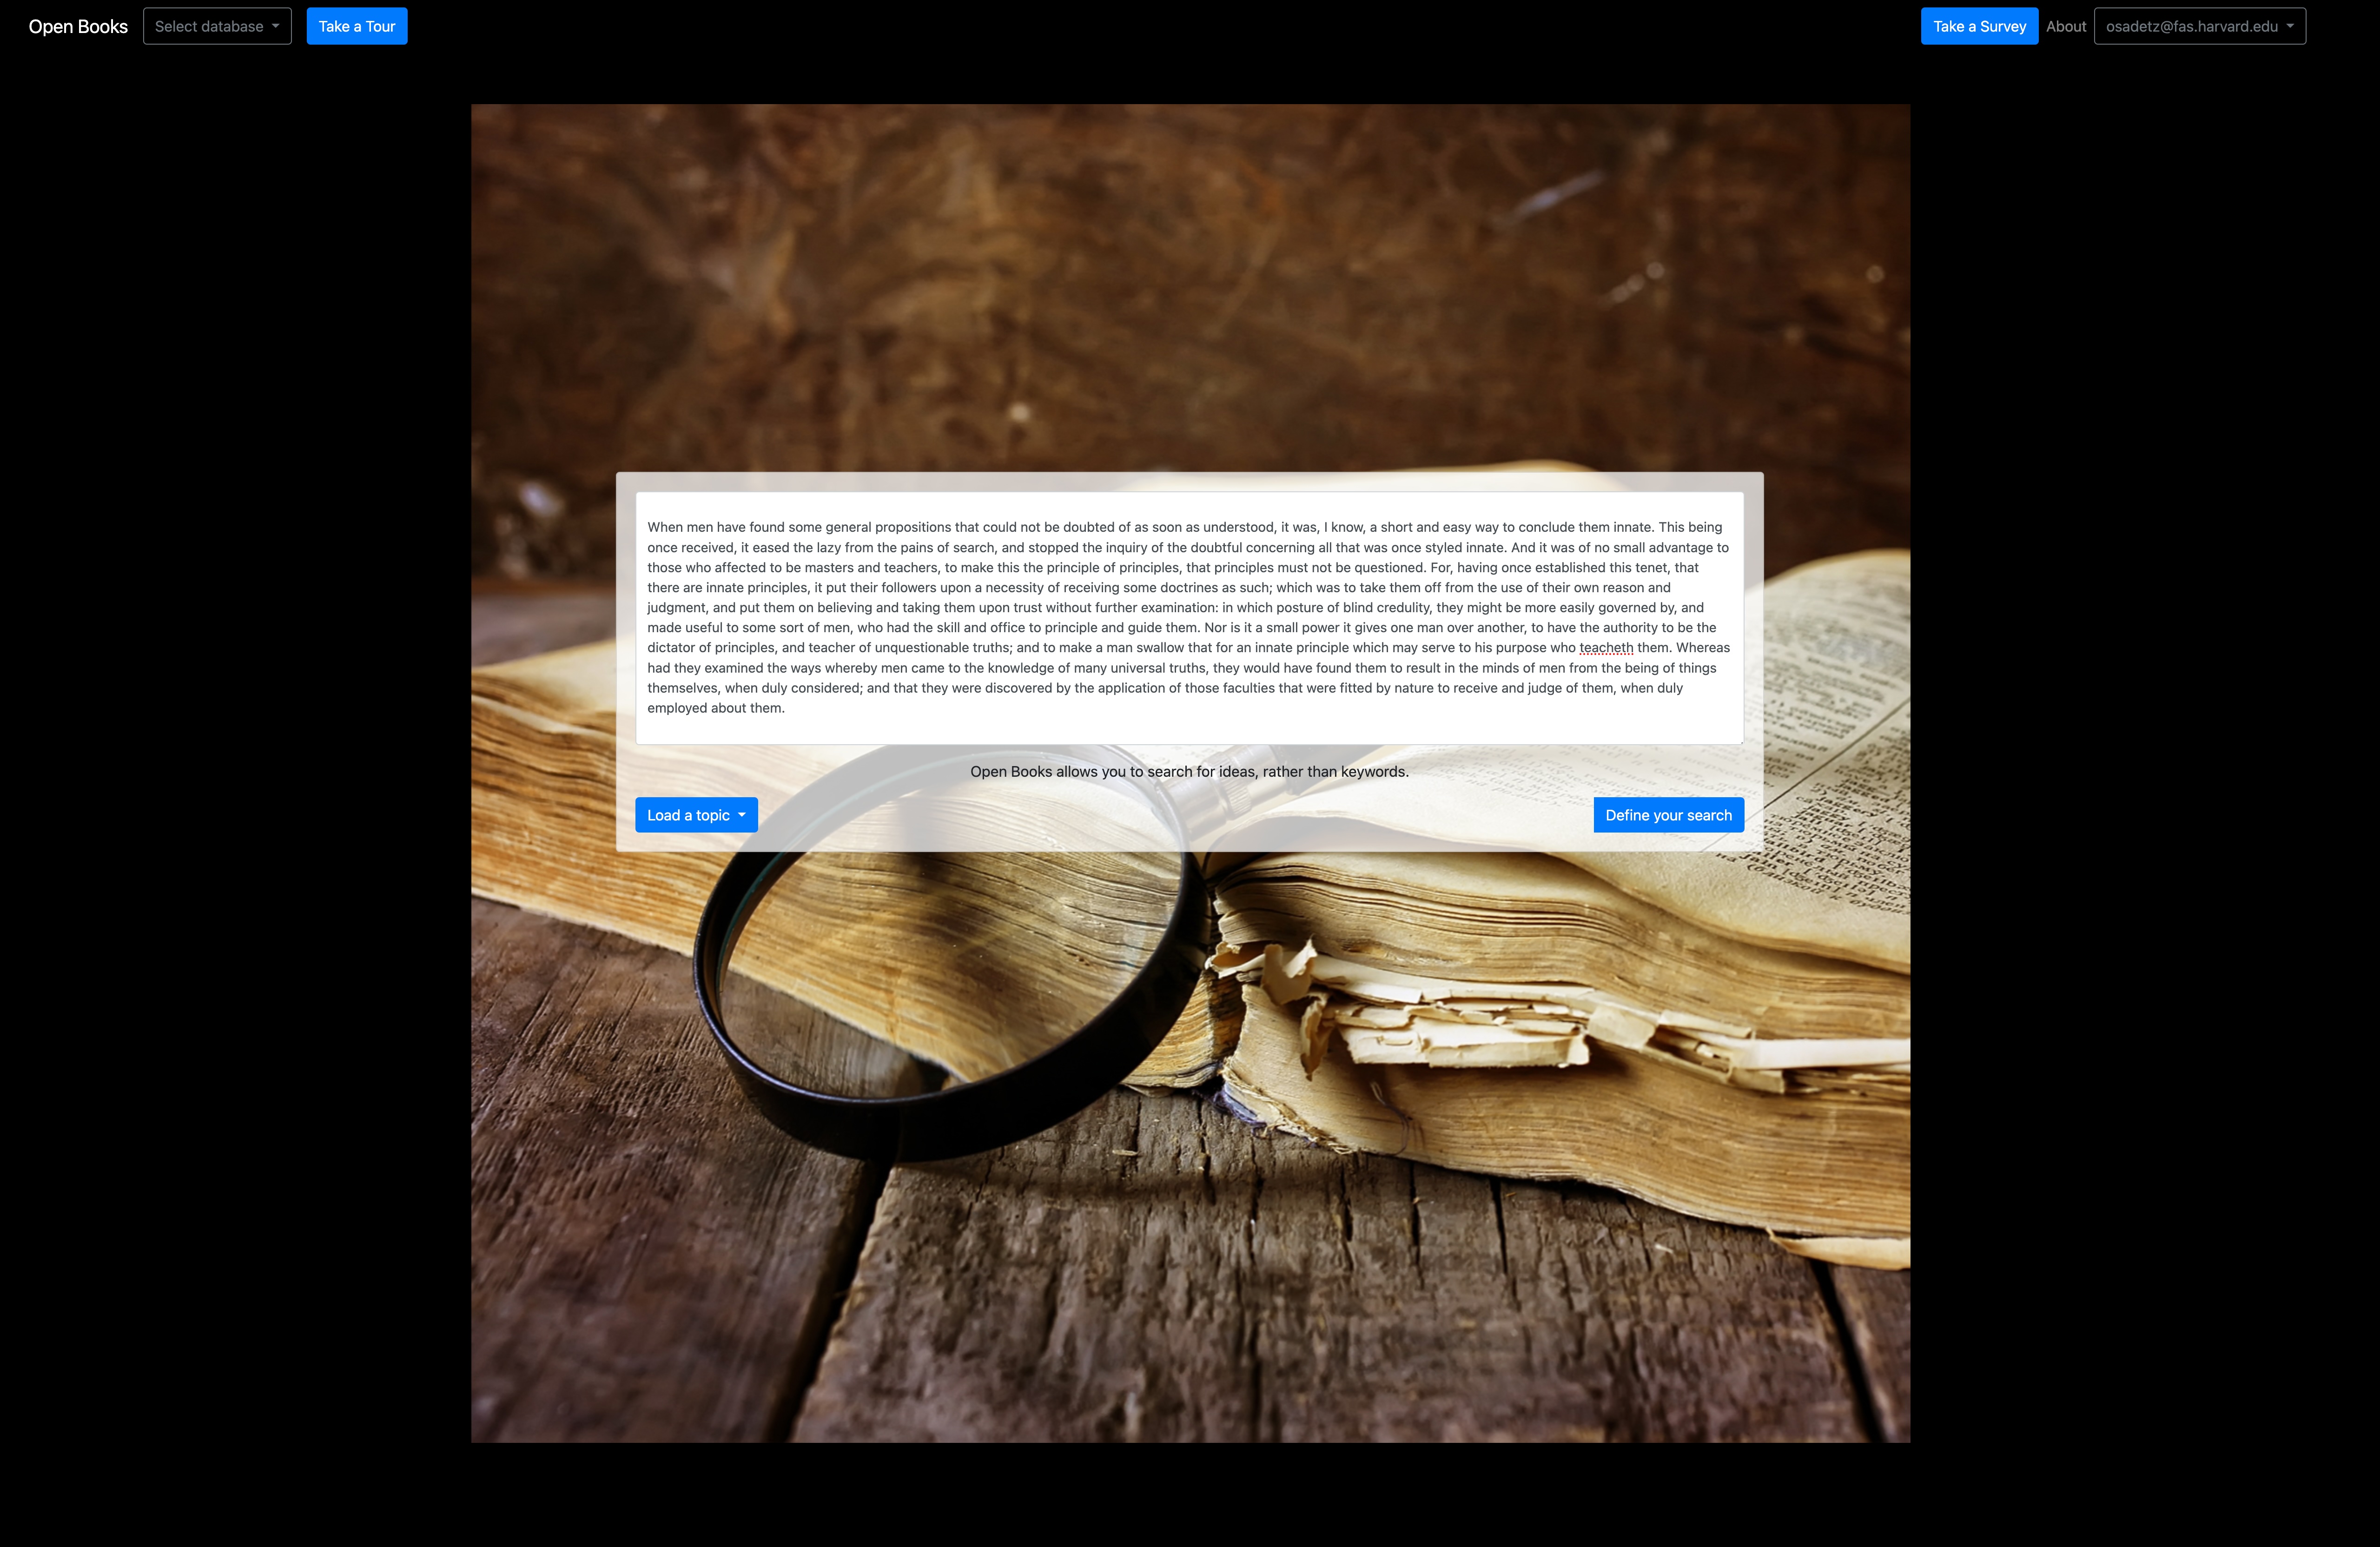 Open Books
Select database
Take a Tour
Take a Survey
About
osadetz@fas.harvard.edu
When men have found some general propositions that could not be doubted of as soon as understood, it was, I know, a short and easy way to conclude them innate. This being
once received, it eased the lazy from the pains of search, and stopped the inquiry of the doubtful concerning all that was once styled innate. And it was of no small advantage to
those who affected to be masters and teachers, to make this the principle of principles, that principles must not be questioned. For, having once established this tenet, that
there are innate principles, it put their followers upon a necessity of receiving some doctrines as such; which was to take them off from the use of their own reason and
judgment, and put them on believing and taking them upon trust without further examination: in which posture of blind credulity, they might be more easily governed by, and
made useful to some sort of men, who had the skill and office to principle and guide them. Nor is it a small power it gives one man over another, to have the authority to be the
dictator of principles, and teacher of unquestionable truths; and to make a man swallow that for an innate principle which may serve to his purpose who teacheth them. Whereas
had they examined the ways whereby men came to the knowledge of many universal truths, they would have found them to result in the minds of men from the being of things
themselves, when duly considered; and that they were discovered by the application of those faculties that were fitted by nature to receive and judge of them, when duly
employed about them.
Open Books allows you to search for ideas, rather than keywords.
Load a topic
Define your search